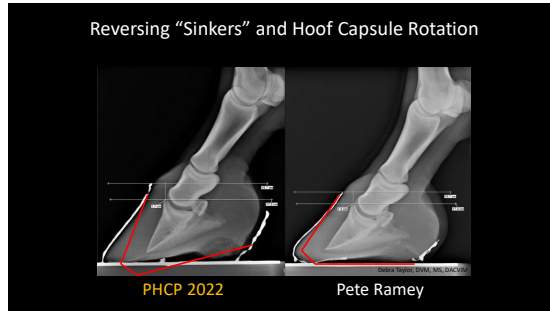 Reversing “Sinkers” and Hoof Capsule Rotation
Debra Taylor, DVM, MS, DACVIM
PHCP 2022
Pete Ramey